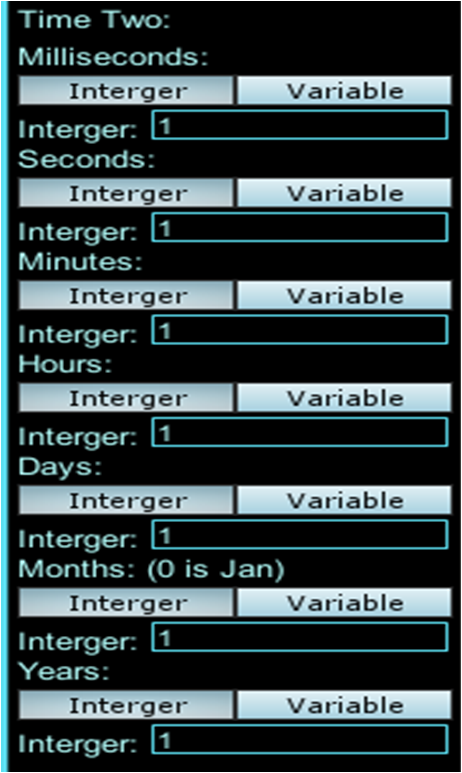 Time Two:
Milliseconds:
Interger Variable
Interger: 1
Seconds:
Interger Variable
Interger: 1
Minutes:
Interger Variable
Interger: 1
Hours:
Interger Variable
Interger: 1
Days:
Interger Variable
Interger: 1
Months: (0 is Jan)
Interger Variable
Interger: 1
Years:
Interger Variable
Interger: 1